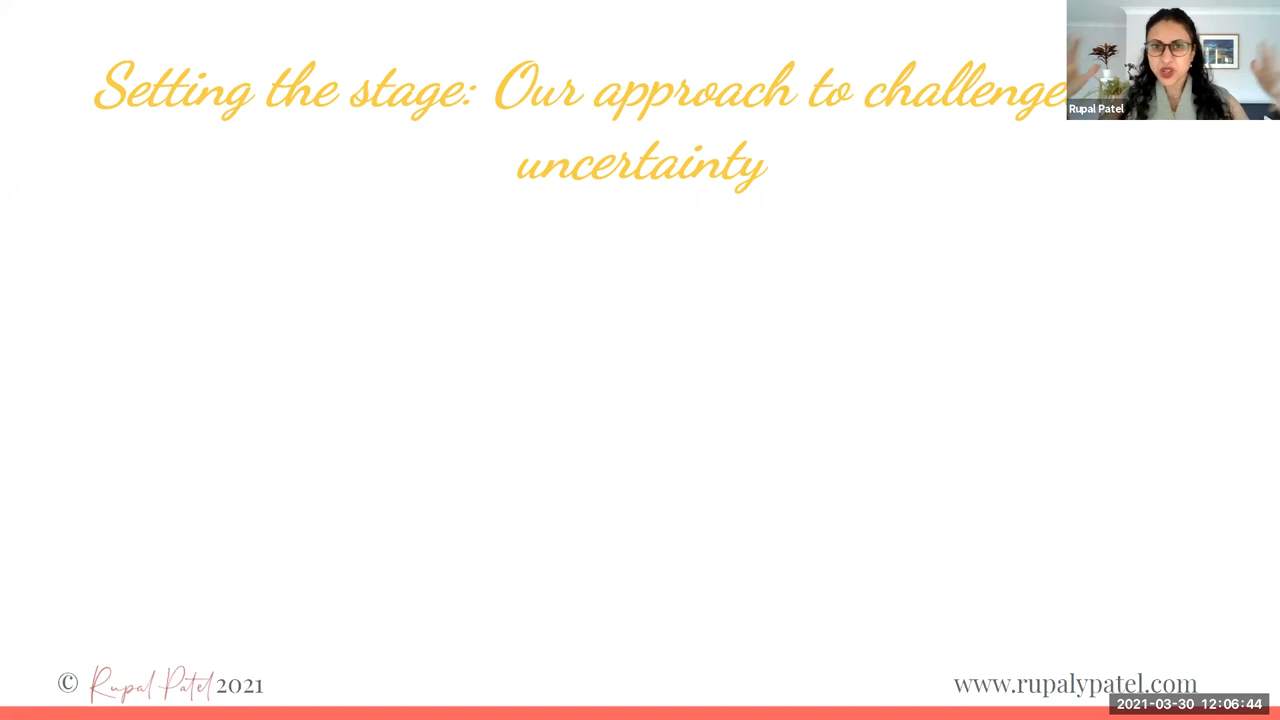 Setting the stage: Our approach to challenge
uncertainty
Rupal Patel
© Rupal Patel 2021
www.rupalypatel.com
2021-03-30 12:06:44